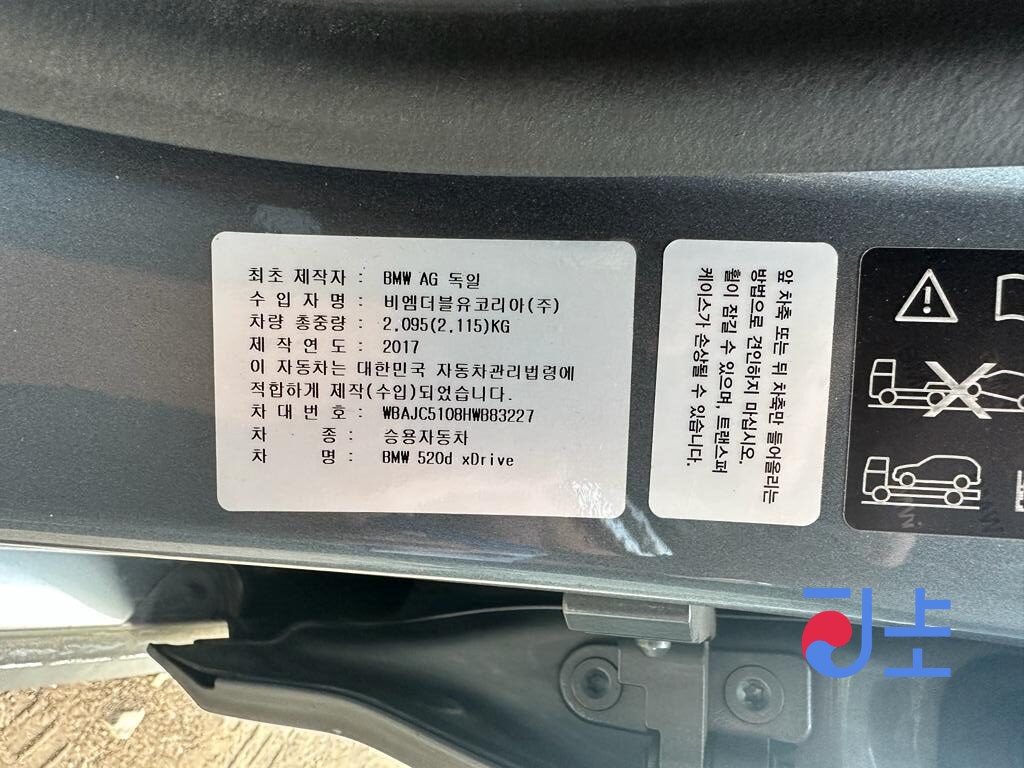 최초 제작자 : BMW AG 독일
수 입 자 명 : 비엠더블유코리아(주)
차량 총중량 : 2.095(2.115)KG
제 작 연 도 : 2017
이 자동차는 대한민국 자동차관리법령에
적합하게 제작(수입)되었습니다.
차 대 번 호 : WBAJC5108HWB83227
차 종 : 승용자동차
차 명 : BMW 520d xDrive
앞 차축 또는 뒤 차축만 들어올리는
방법으로 견인하지 마십시오.
휠이 잠길 수 있으며, 트랜스퍼
케이스가 손상될 수 있습니다.